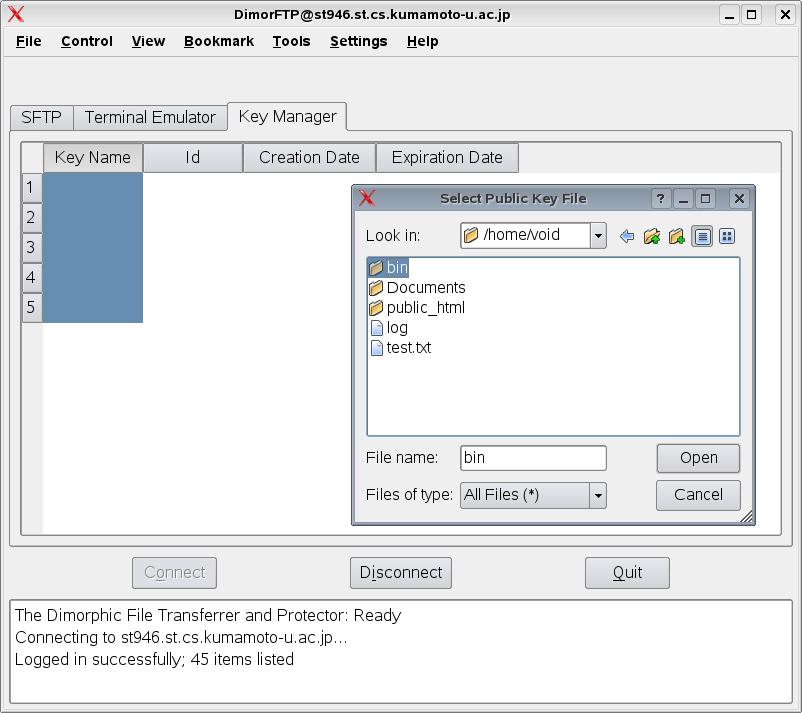 DimorFTP@st946.st.cs.kumamoto-u.ac.jp
File Control View Bookmark Tools Settings Help
SFTP Terminal Emulator Key Manager
Key Name Id Creation Date Expiration Date
1
2
3
4
5
Select Public Key File ?
Look in: /home/void
bin
Documents
public_html
log
test.txt
File name: bin Open
Files of type: All Files (*) Cancel
Connect Disconnect Quit
The Dimorphic File Transferrer and Protector: Ready
Connecting to st946.st.cs.kumamoto-u.ac.jp...
Logged in successfully; 45 items listed